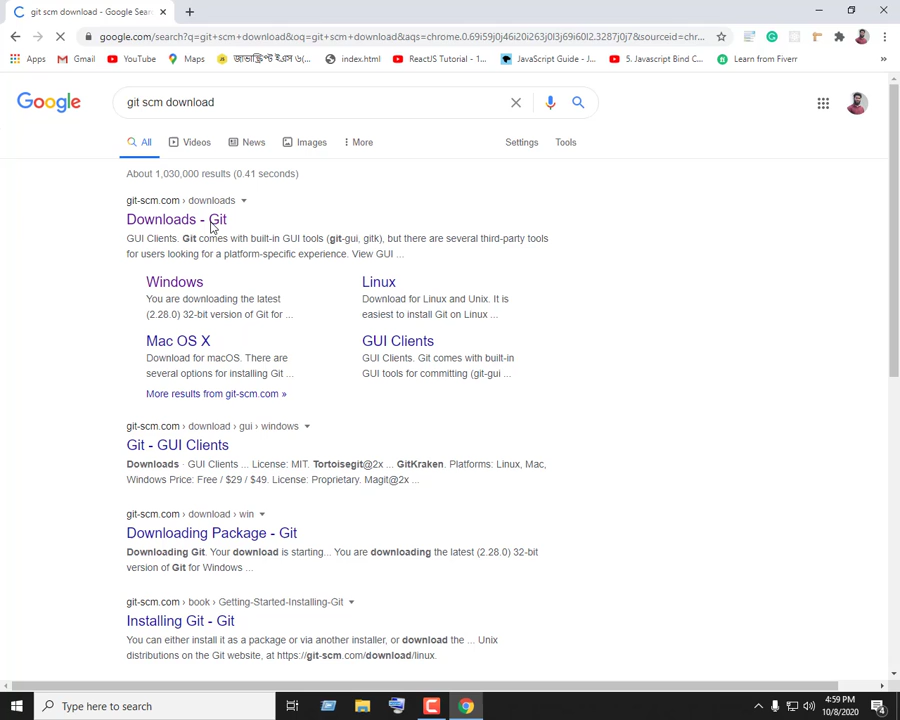 git scm download - Google Sear
google.com/search?q=git+scm+download&oq=git+scm+download&aqs=chrome.0.69i59j0j46i20i263j0l3j69i60l2.3287j0j7&sourceid=chr...
Apps Gmail YouTube Maps জাভাস্ক্রিপ্ট ইএস ৬(... index.html ReactJS Tutorial - 1... JavaScript Guide - J... 5. Javascript Bind C... Learn from Fiverr »
Google git scm download
All Videos News Images More Settings Tools
About 1,030,000 results (0.41 seconds)
git-scm.com › downloads
Downloads - Git
GUI Clients. Git comes with built-in GUI tools (git-gui, gitk), but there are several third-party tools
for users looking for a platform-specific experience. View GUI ...
Windows
You are downloading the latest
(2.28.0) 32-bit version of Git for ...
Linux
Download for Linux and Unix. It is
easiest to install Git on Linux ...
Mac OS X
Download for macOS. There are
several options for installing Git ...
GUI Clients
GUI Clients. Git comes with built-in
GUI tools for committing (git-gui ...
More results from git-scm.com »
git-scm.com › download › gui › windows
Git - GUI Clients
Downloads · GUI Clients ... License: MIT. Tortoisegit@2x ... GitKraken. Platforms: Linux, Mac,
Windows Price: Free / $29 / $49. License: Proprietary. Magit@2x ...
git-scm.com › download › win
Downloading Package - Git
Downloading Git. Your download is starting... You are downloading the latest (2.28.0) 32-bit
version of Git for Windows ...
git-scm.com › book › Getting-Started-Installing-Git
Installing Git - Git
You can either install it as a package or via another installer, or download the ... Unix
distributions on the Git website, at https://git-scm.com/download/linux.
Type here to search
4:59 PM
10/8/2020
4